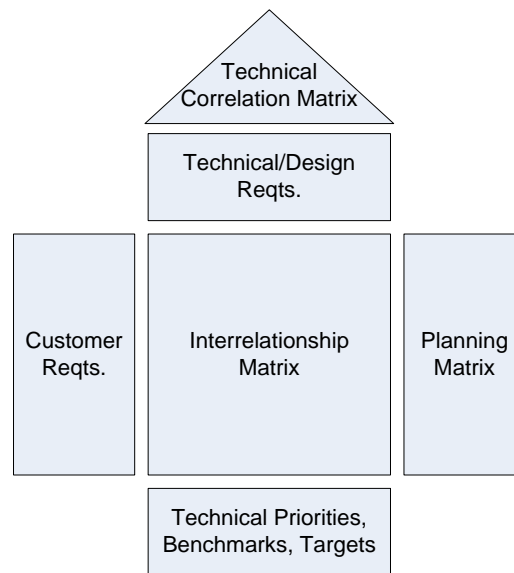 Technical
Correlation Matrix
Technical/Design
Reqts.
Customer
Reqts.
Interrelationship
Matrix
Planning
Matrix
Technical Priorities,
Benchmarks, Targets